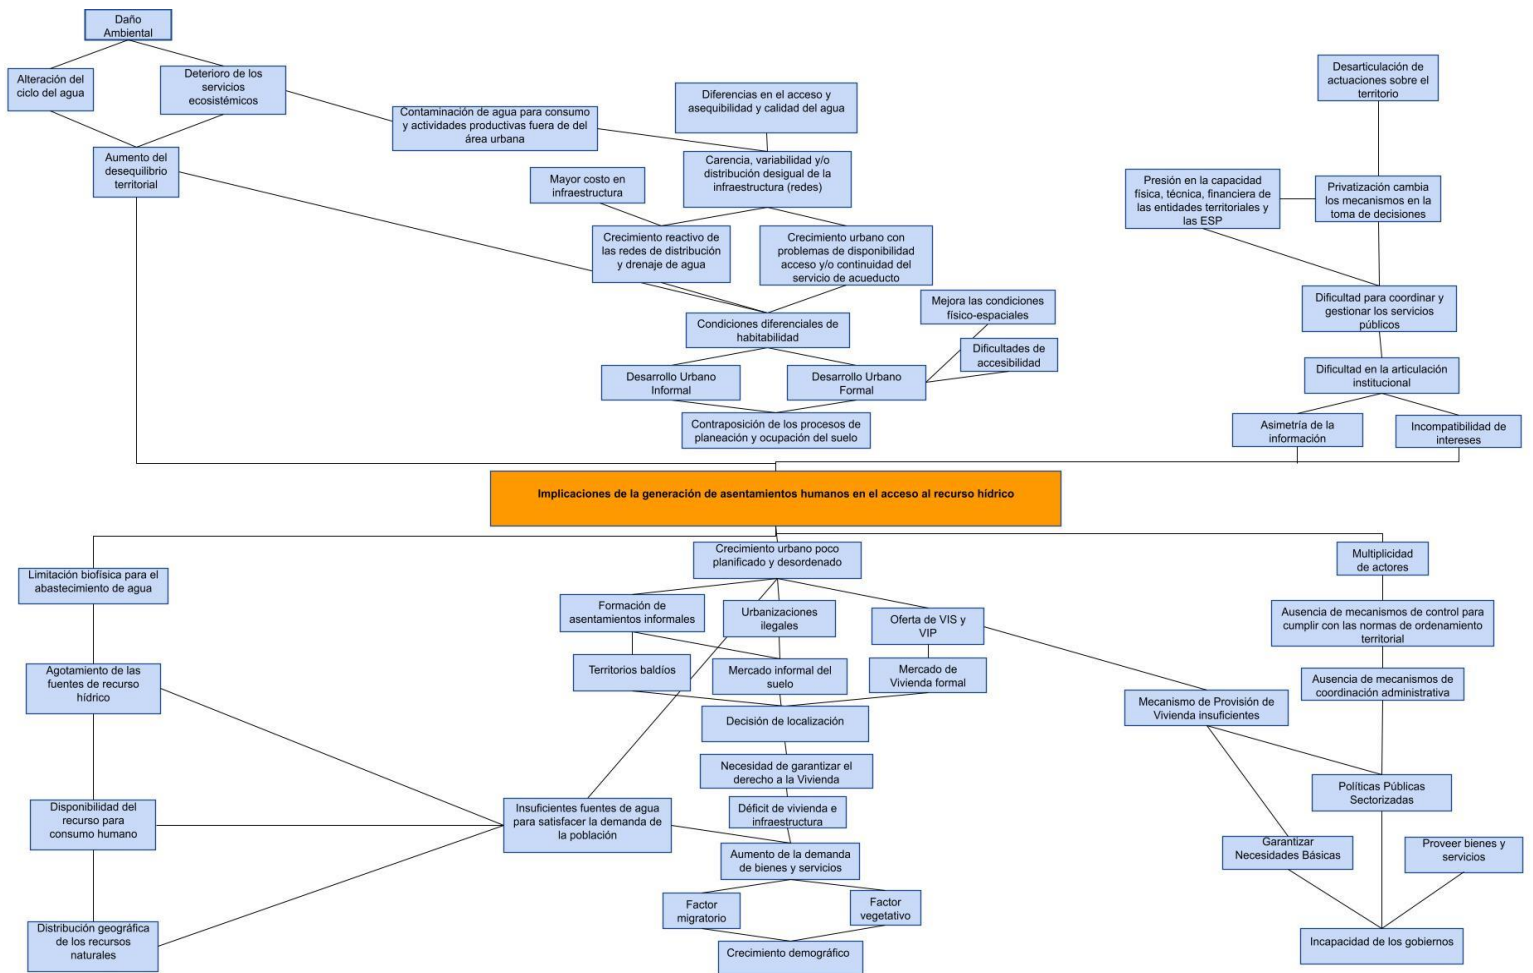 Daño
Ambiental
Alteración del
ciclo del agua
Deterioro de los
servicios
ecosistémicos
Contaminación de agua para consumo
y actividades productivas fuera de del
área urbana
Diferencias en el acceso y
asequibilidad y calidad del agua
Desarticulación de
actuaciones sobre el
territorio
Aumento del
desequilibrio
territorial
Mayor costo en
infraestructura
Carencia, variabilidad y/o
distribución desigual de la
infraestructura (redes)
Presión en la capacidad
física, técnica, financiera de
las entidades territoriales y
las ESP
Privatización cambia
los mecanismos en la
toma de decisiones
Crecimiento reactivo de
las redes de distribución
y drenaje de agua
Crecimiento urbano con
problemas de disponibilidad
acceso y/o continuidad del
servicio de acueducto
Mejora las condiciones
físico-espaciales
Dificultad para coordinar y
gestionar los servicios
públicos
Condiciones diferenciales de
habitabilidad
Dificultades de
accesibilidad
Desarrollo Urbano
Informal
Desarrollo Urbano
Formal
Dificultad en la articulación
institucional
Contraposición de los procesos de
planeación y ocupación del suelo
Asimetría de la
información
Incompatibilidad de
intereses
Implicaciones de la generación de asentamientos humanos en el acceso al recurso hídrico
Limitación biofísica para el
abastecimiento de agua
Crecimiento urbano poco
planificado y desordenado
Multiplicidad
de actores
Formación de
asentamientos informales
Urbanizaciones
ilegales
Oferta de VIS y
VIP
Ausencia de mecanismos de control para
cumplir con las normas de ordenamiento
territorial
Agotamiento de las
fuentes de recurso
hídrico
Territorios baldíos
Mercado informal del
suelo
Mercado de
Vivienda formal
Ausencia de mecanismos de
coordinación administrativa
Decisión de localización
Mecanismo de Provisión de
Vivienda insuficientes
Necesidad de garantizar el
derecho a la Vivienda
Políticas Públicas
Sectorizadas
Disponibilidad del
recurso para
consumo humano
Insuficientes fuentes de agua
para satisfacer la demanda de
la población
Déficit de vivienda e
infraestructura
Aumento de la demanda
de bienes y servicios
Garantizar
Necesidades Básicas
Proveer bienes y
servicios
Factor
migratorio
Factor
vegetativo
Distribución geográfica
de los recursos
naturales
Crecimiento demográfico
Incapacidad de los gobiernos